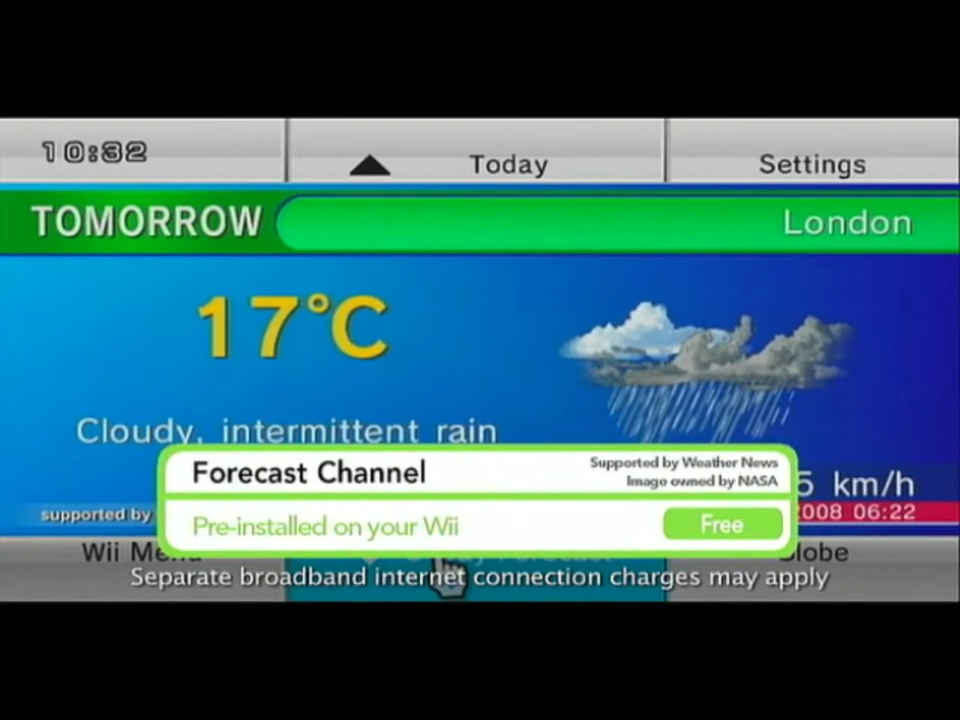 10:32
Today
Settings
TOMORROW
London
17°C
Cloudy, intermittent rain
Forecast Channel
Supported by Weather News
Image owned by NASA
5 km/h
supported by
Pre-installed on your Wii
Free
2008 06:22
Wii Menu
Globe
Separate broadband internet connection charges may apply